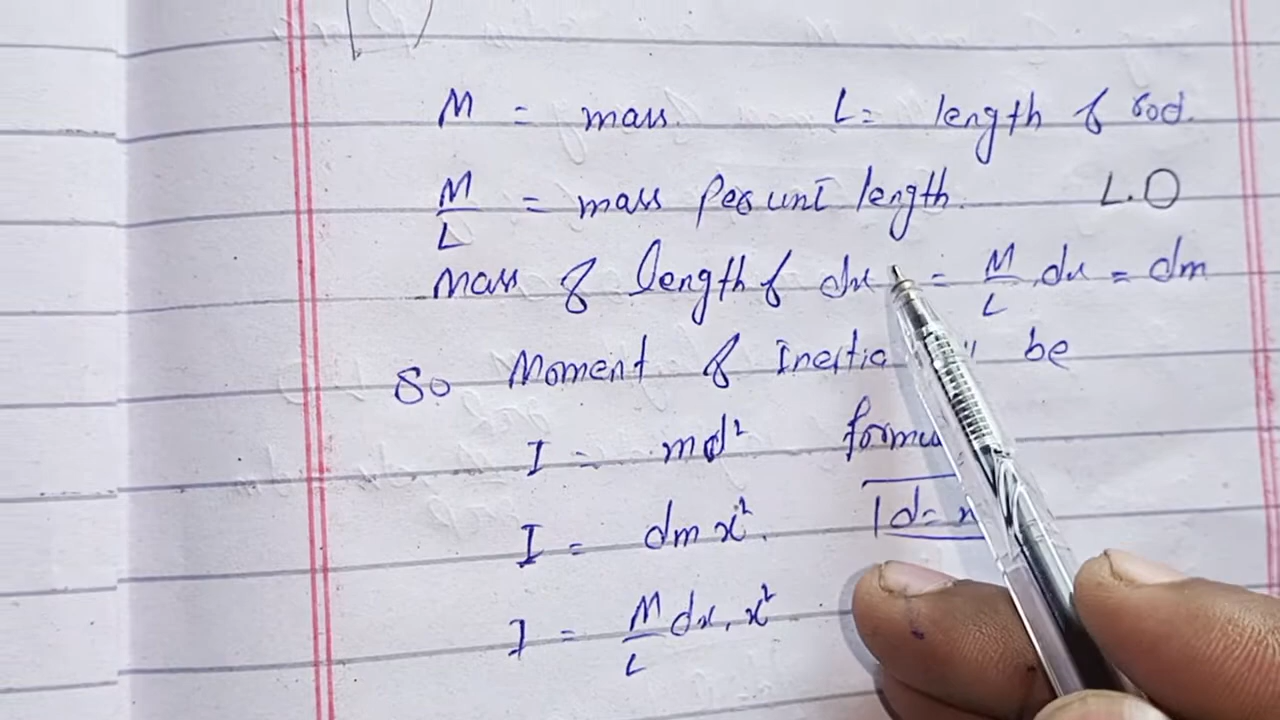 M = mass. L = length of rod.
M/L = mass per unit length. L.D
Mass of length of dx = M/L dx = dm
So Moment of Inertia be
I = md²
I = dm x². d =
I = M/L dx. x²